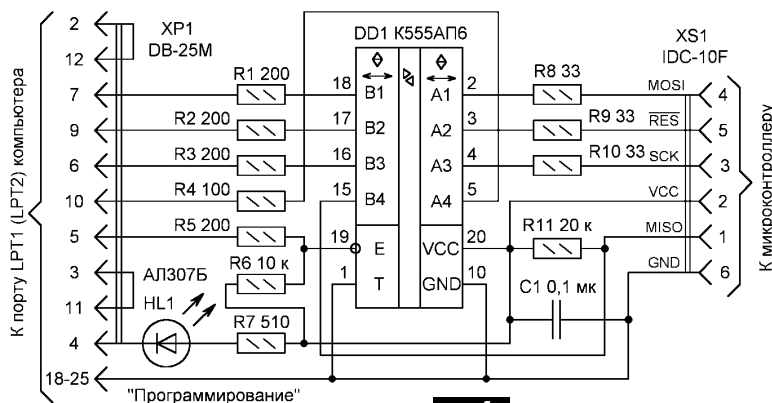 К порту LPT1 (LPT2) компьютера
XP1
DB-25M
DD1 К555АП6
XS1
IDC-10F
К микроконтроллеру
2
12
7
9
6
10
5
3
11
4
18-25
R1 200
R2 200
R3 200
R4 100
R5 200
R6 10 к
R7 510
АЛ307Б
HL1
"Программирование"
18
17
16
15
19
1
B1
B2
B3
B4
E
T
A1
A2
A3
A4
VCC
GND
2
3
4
5
20
10
R8 33
R9 33
R10 33
R11 20 к
C1 0,1 мк
MOSI
RES
SCK
VCC
MISO
GND
4
5
3
2
1
6